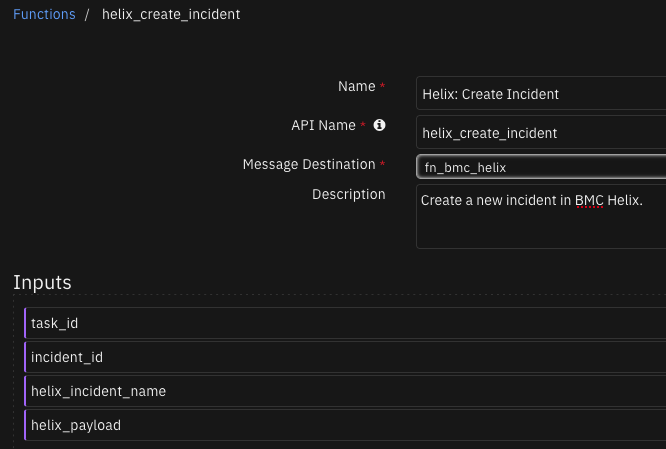 Functions / helix_create_incident
Name *
Helix: Create Incident
API Name *
helix_create_incident
Message Destination *
fn_bmc_helix
Description
Create a new incident in BMC Helix.
Inputs
task_id
incident_id
helix_incident_name
helix_payload